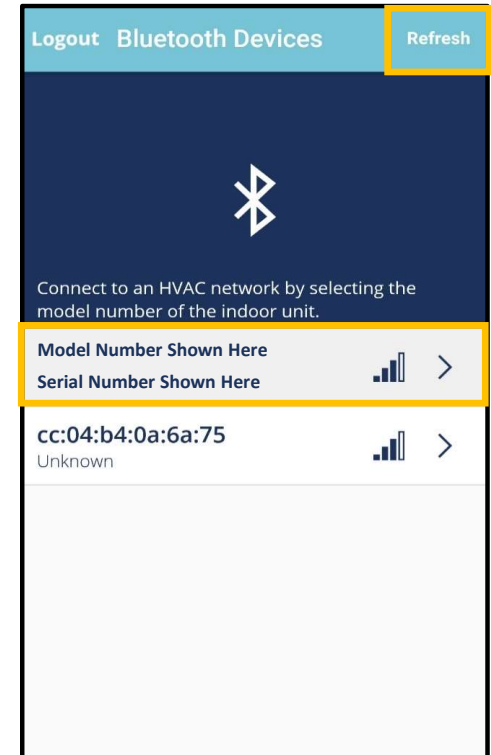 Logout Bluetooth Devices Refresh
Connect to an HVAC network by selecting the
model number of the indoor unit.
Model Number Shown Here
Serial Number Shown Here
cc:04:b4:0a:6a:75
Unknown